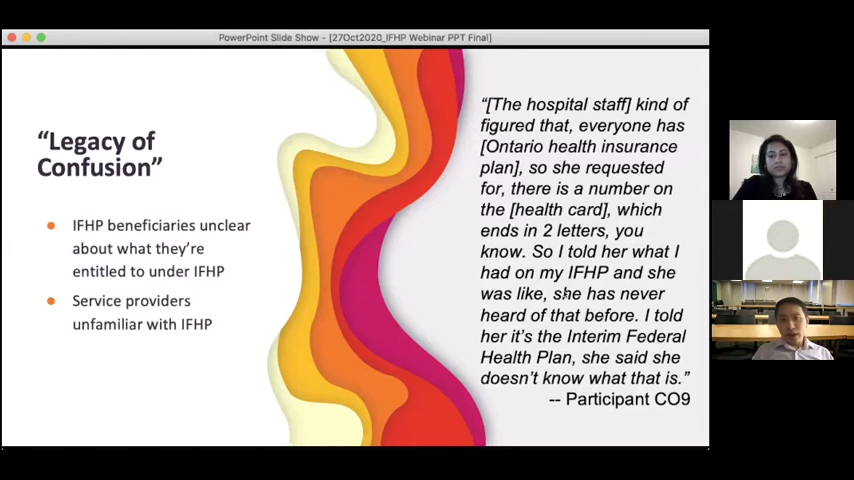 PowerPoint Slide Show - [27Oct2020_IFHP Webinar PPT Final]
“Legacy of
Confusion”
IFHP beneficiaries unclear
about what they’re
entitled to under IFHP
Service providers
unfamiliar with IFHP
“[The hospital staff] kind of
figured that, everyone has
[Ontario health insurance
plan], so she requested
for, there is a number on
the [health card], which
ends in 2 letters, you
know. So I told her what I
had on my IFHP and she
was like, she has never
heard of that before. I told
her it’s the Interim Federal
Health Plan, she said she
doesn’t know what that is.”
-- Participant CO9